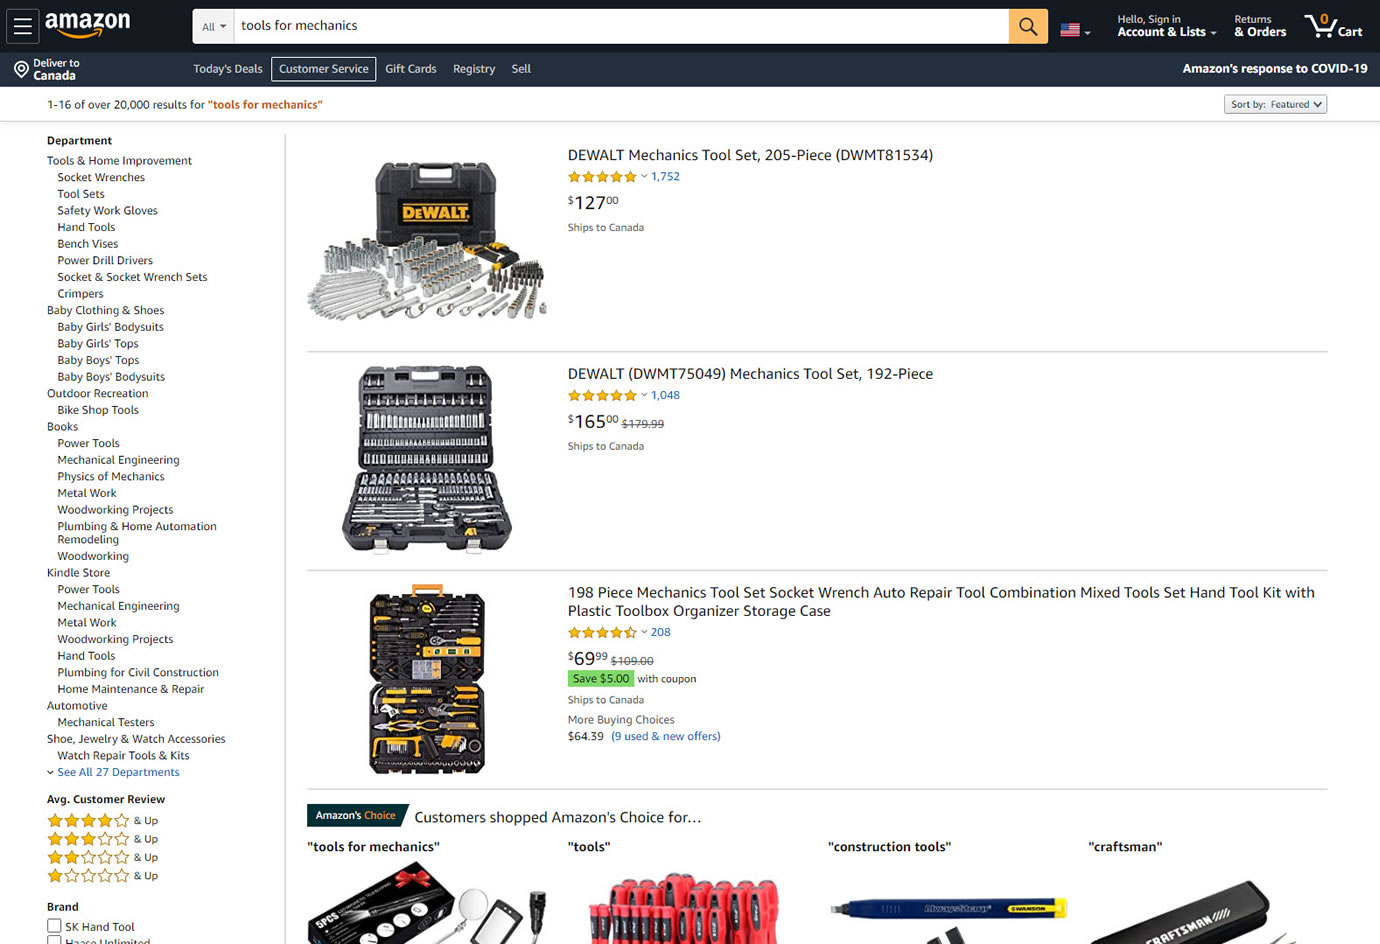 amazon
All
tools for mechanics
Hello, Sign in
Account & Lists
Returns
& Orders
0
Cart
Deliver to
Canada
Today's Deals
Customer Service
Gift Cards
Registry
Sell
Amazon's response to COVID-19
1-16 of over 20,000 results for "tools for mechanics"
Sort by: Featured
Department
Tools & Home Improvement
Socket Wrenches
Tool Sets
Safety Work Gloves
Hand Tools
Bench Vises
Power Drill Drivers
Socket & Socket Wrench Sets
Crimpers
Baby Clothing & Shoes
Baby Girls' Bodysuits
Baby Girls' Tops
Baby Boys' Tops
Baby Boys' Bodysuits
Outdoor Recreation
Bike Shop Tools
Books
Power Tools
Mechanical Engineering
Physics of Mechanics
Metal Work
Woodworking Projects
Plumbing & Home Automation
Remodeling
Woodworking
Kindle Store
Power Tools
Mechanical Engineering
Metal Work
Woodworking Projects
Hand Tools
Plumbing for Civil Construction
Home Maintenance & Repair
Automotive
Mechanical Testers
Shoe, Jewelry & Watch Accessories
Watch Repair Tools & Kits
See All 27 Departments
Avg. Customer Review
& Up
& Up
& Up
& Up
Brand
SK Hand Tool
Haase Unlimited
DEWALT
DEWALT Mechanics Tool Set, 205-Piece (DWMT81534)
1,752
$12700
Ships to Canada
DEWALT (DWMT75049) Mechanics Tool Set, 192-Piece
1,048
$16500 $179.99
Ships to Canada
198 Piece Mechanics Tool Set Socket Wrench Auto Repair Tool Combination Mixed Tools Set Hand Tool Kit with
Plastic Toolbox Organizer Storage Case
208
$6999 $109.00
Save $5.00 with coupon
Ships to Canada
More Buying Choices
$64.39 (9 used & new offers)
Amazon's Choice
Customers shopped Amazon's Choice for…
"tools for mechanics"
"tools"
"construction tools"
"craftsman"
5PCS
AlwaysSharp
SWANSON
CRAFTSMAN